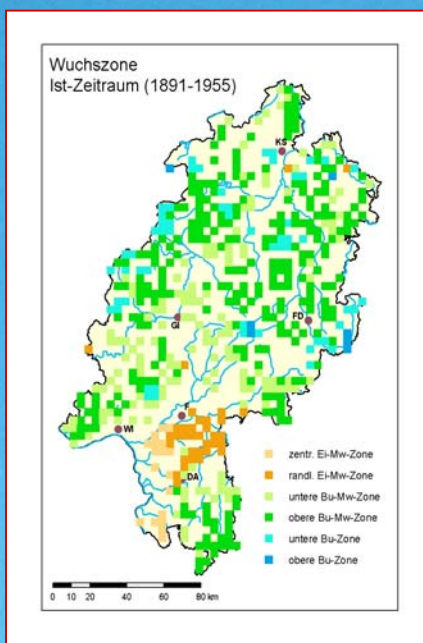 Wuchszone
Ist-Zeitraum (1891-1955)
KS
GI
FD
F
WI
DA
zentr. Ei-Mw-Zone
randl. Ei-Mw-Zone
untere Bu-Mw-Zone
obere Bu-Mw-Zone
untere Bu-Zone
obere Bu-Zone
0 10 20 40 60 80 km